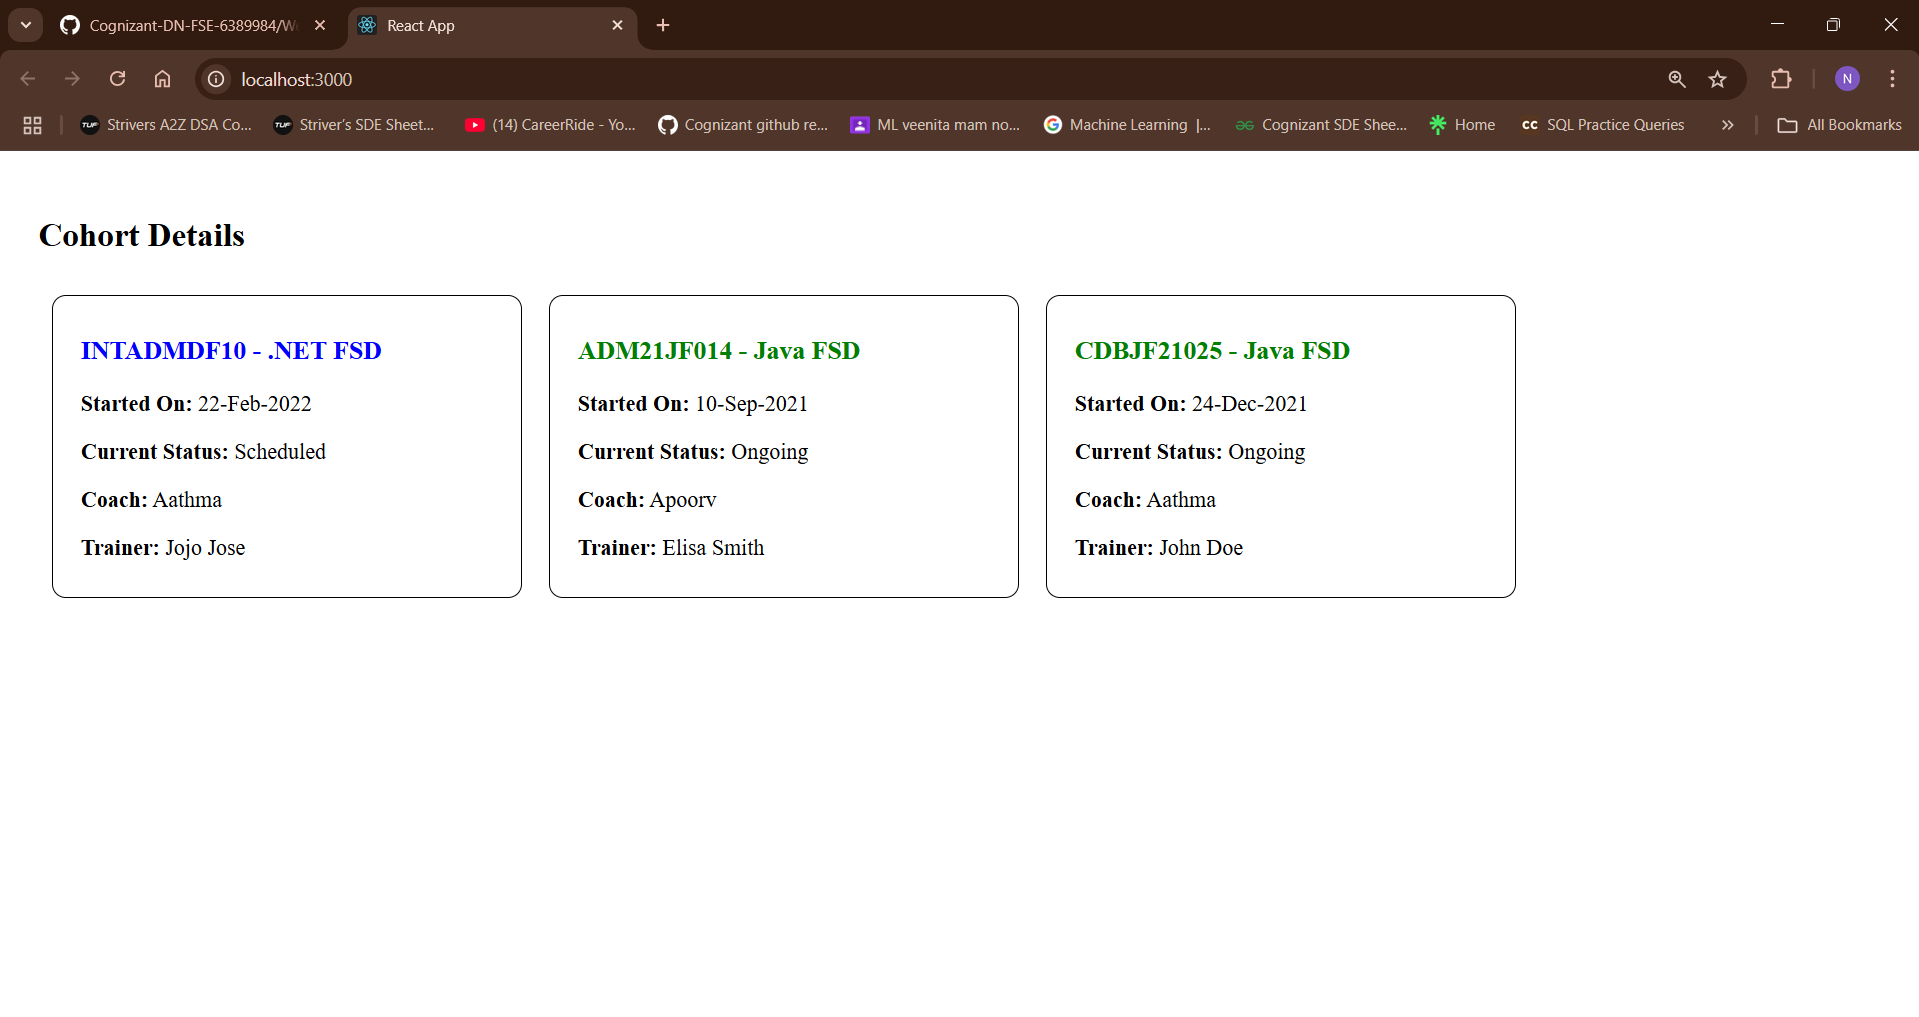 Cognizant-DN-FSE-6389984/W
React App
localhost:3000
N
Strivers A2Z DSA Co...
Striver's SDE Sheet...
(14) CareerRide - Yo...
Cognizant github re...
ML veenita mam no...
Machine Learning |...
Cognizant SDE Shee...
Home
CC SQL Practice Queries
All Bookmarks
Cohort Details
INTADMDF10 - .NET FSD
Started On: 22-Feb-2022
Current Status: Scheduled
Coach: Aathma
Trainer: Jojo Jose
ADM21JF014 - Java FSD
Started On: 10-Sep-2021
Current Status: Ongoing
Coach: Apoorv
Trainer: Elisa Smith
CDBJF21025 - Java FSD
Started On: 24-Dec-2021
Current Status: Ongoing
Coach: Aathma
Trainer: John Doe